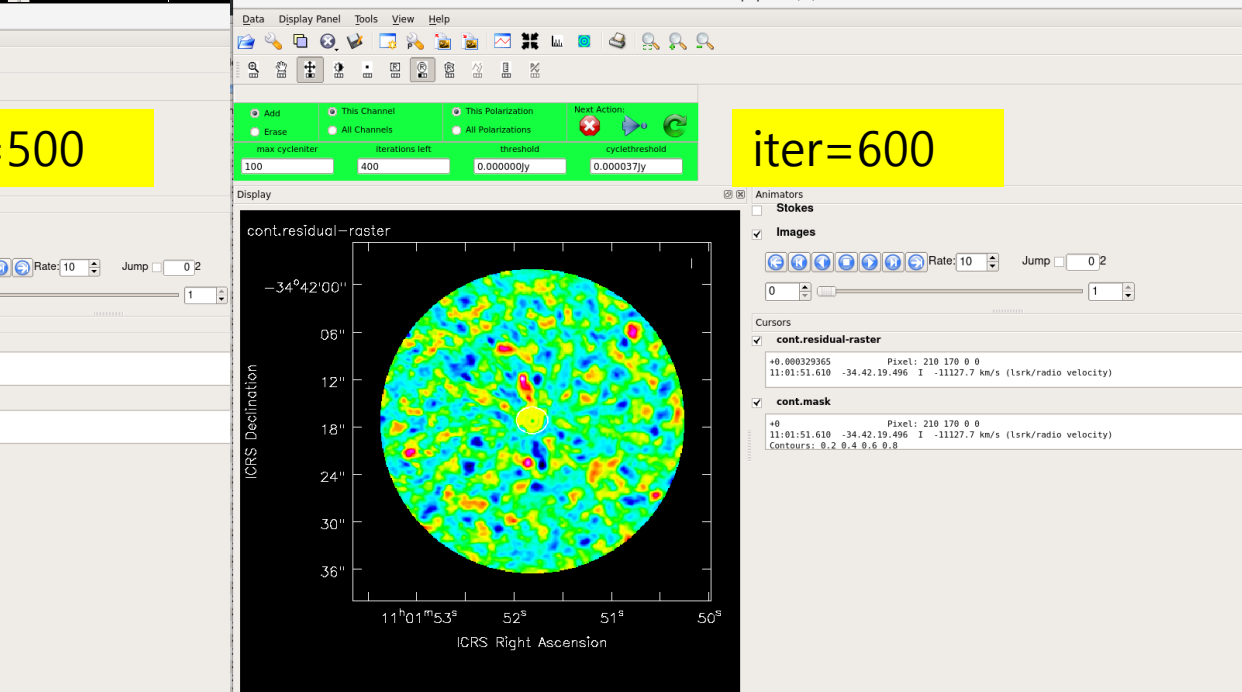 Data Display Panel Tools View Help
Add This Channel This Polarization Next Action:
Erase All Channels All Polarizations
max cycleniter iterations left threshold cyclethreshold
100 400 0.000000Jy 0.000037Jy
=500
iter=600
Display
Animators
Stokes
Images
Rate: 10 Jump 0 2
1
Rate: 10 Jump 0 2
0 1
cont.residual-raster
I
-34°42'00"
06"
12"
18"
24"
30"
36"
ICRS Declination
11h01m53s 52s 51s 50s
ICRS Right Ascension
Cursors
cont.residual-raster
+0.000329365 Pixel: 210 170 0 0
11:01:51.610 -34.42.19.496 I -11127.7 km/s (lsrk/radio velocity)
cont.mask
+0 Pixel: 210 170 0 0
11:01:51.610 -34.42.19.496 I -11127.7 km/s (lsrk/radio velocity)
Contours: 0.2 0.4 0.6 0.8